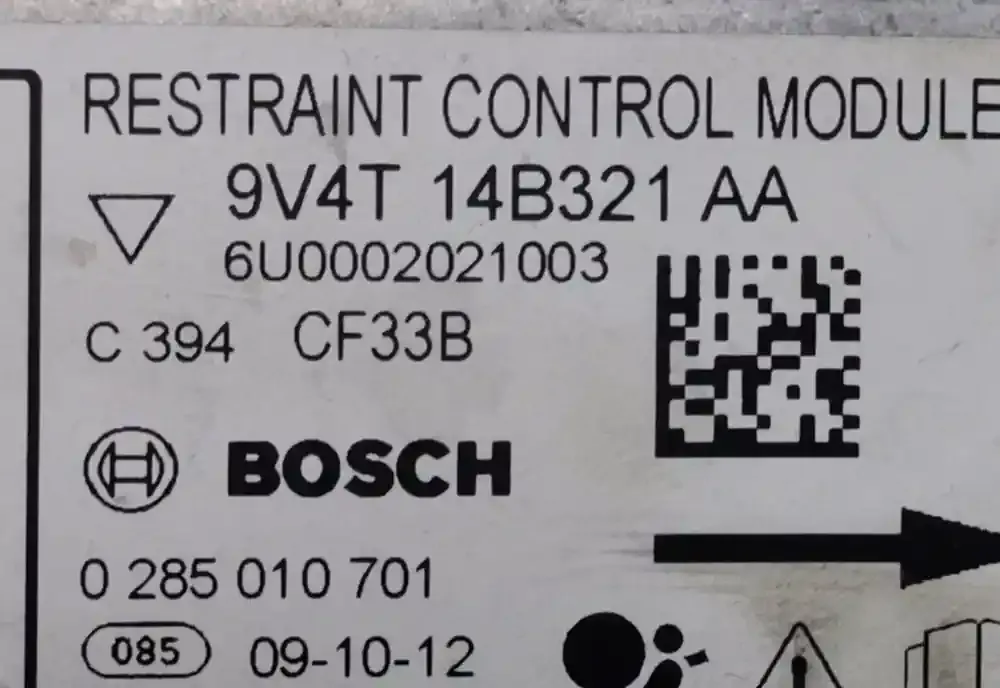 RESTRAINT CONTROL MODULE
9V4T 14B321 AA
6U0002021003
C 394 CF33B
BOSCH
0 285 010 701
085 09-10-12